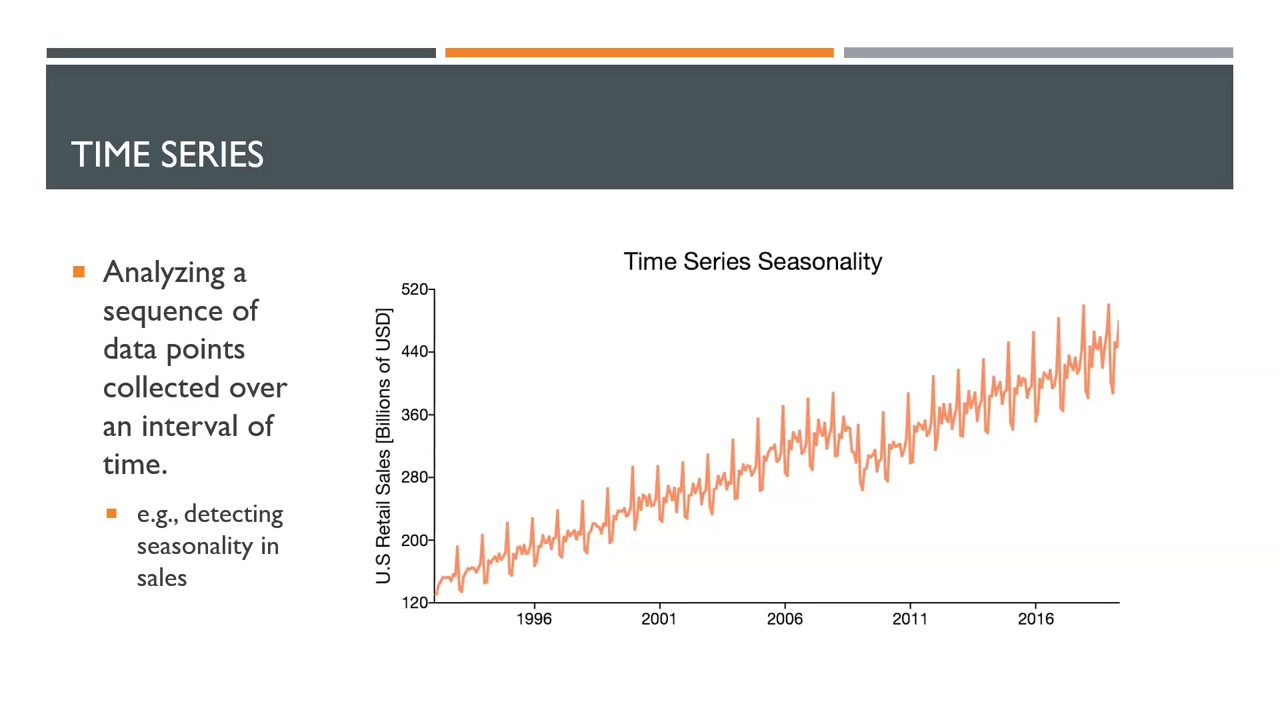 TIME SERIES
Analyzing a
sequence of
data points
collected over
an interval of
time.
e.g., detecting
seasonality in
sales
Time Series Seasonality
U.S Retail Sales [Billions of USD]
520
440
360
280
200
120
1996 2001 2006 2011 2016